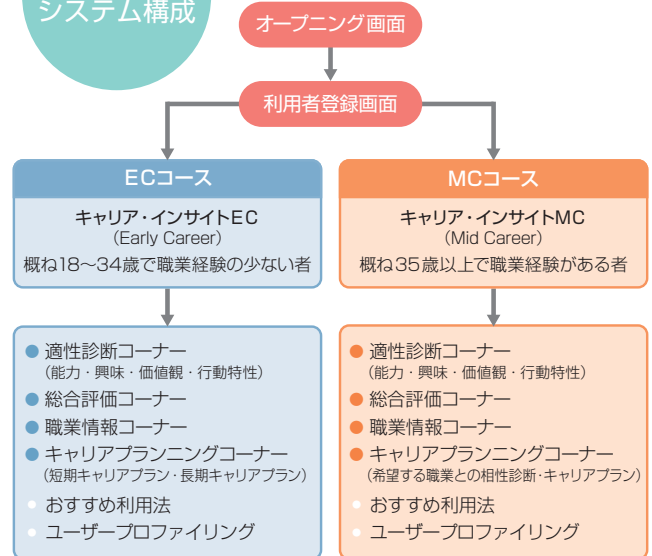 システム構成
オープニング画面
利用者登録画面
ECコース
キャリア・インサイトEC
(Early Career)
概ね18〜34歳で職業経験の少ない者
● 適性診断コーナー
(能力・興味・価値観・行動特性)
● 総合評価コーナー
● 職業情報コーナー
● キャリアプランニングコーナー
(短期キャリアプラン・長期キャリアプラン)
おすすめ利用法
ユーザープロファイリング
MCコース
キャリア・インサイトMC
(Mid Career)
概ね35歳以上で職業経験がある者
● 適性診断コーナー
(能力・興味・価値観・行動特性)
● 総合評価コーナー
● 職業情報コーナー
● キャリアプランニングコーナー
(希望する職業との相性診断・キャリアプラン)
おすすめ利用法
ユーザープロファイリング